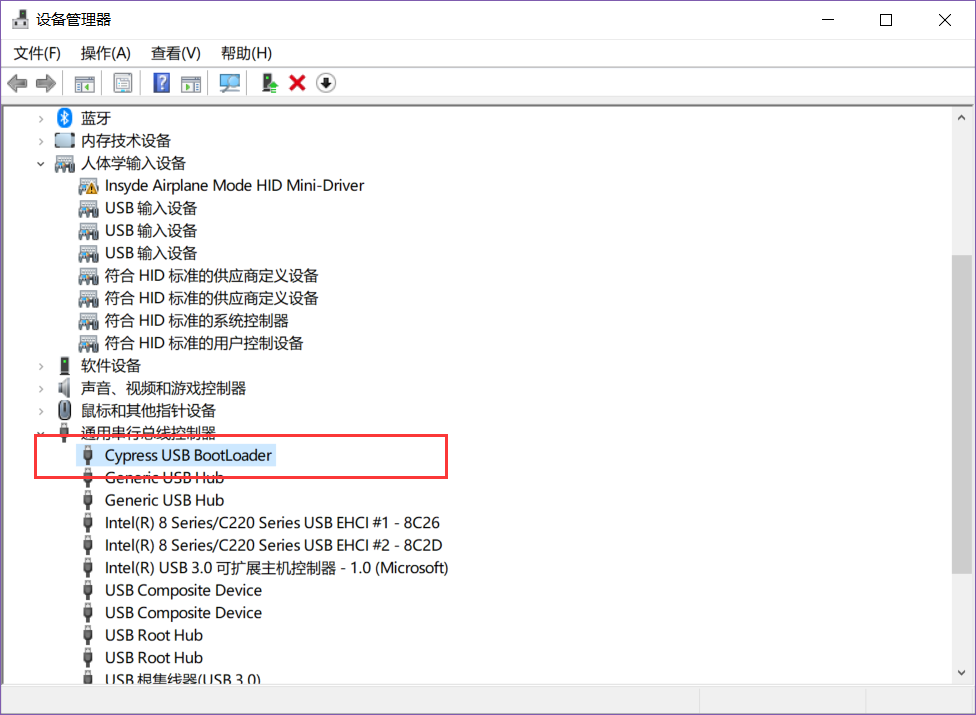 设备管理器
文件(F) 操作(A) 查看(V) 帮助(H)
蓝牙
内存技术设备
人体学输入设备
Insyde Airplane Mode HID Mini-Driver
USB 输入设备
USB 输入设备
USB 输入设备
符合 HID 标准的供应商定义设备
符合 HID 标准的供应商定义设备
符合 HID 标准的系统控制器
符合 HID 标准的用户控制设备
软件设备
声音、视频和游戏控制器
鼠标和其他指针设备
通用串行总线控制器
Cypress USB BootLoader
Generic USB Hub
Generic USB Hub
Intel(R) 8 Series/C220 Series USB EHCI #1 - 8C26
Intel(R) 8 Series/C220 Series USB EHCI #2 - 8C2D
Intel(R) USB 3.0 可扩展主机控制器 - 1.0 (Microsoft)
USB Composite Device
USB Composite Device
USB Root Hub
USB Root Hub
USB 根集线器(USB 3.0)